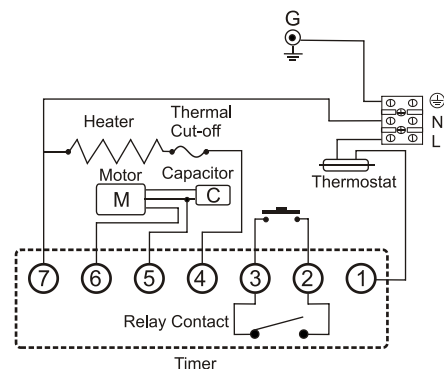 G
N
L
Heater
Thermal
Cut-off
Thermostat
Motor
Capacitor
M
C
7
6
5
4
3
2
1
Relay Contact
Timer